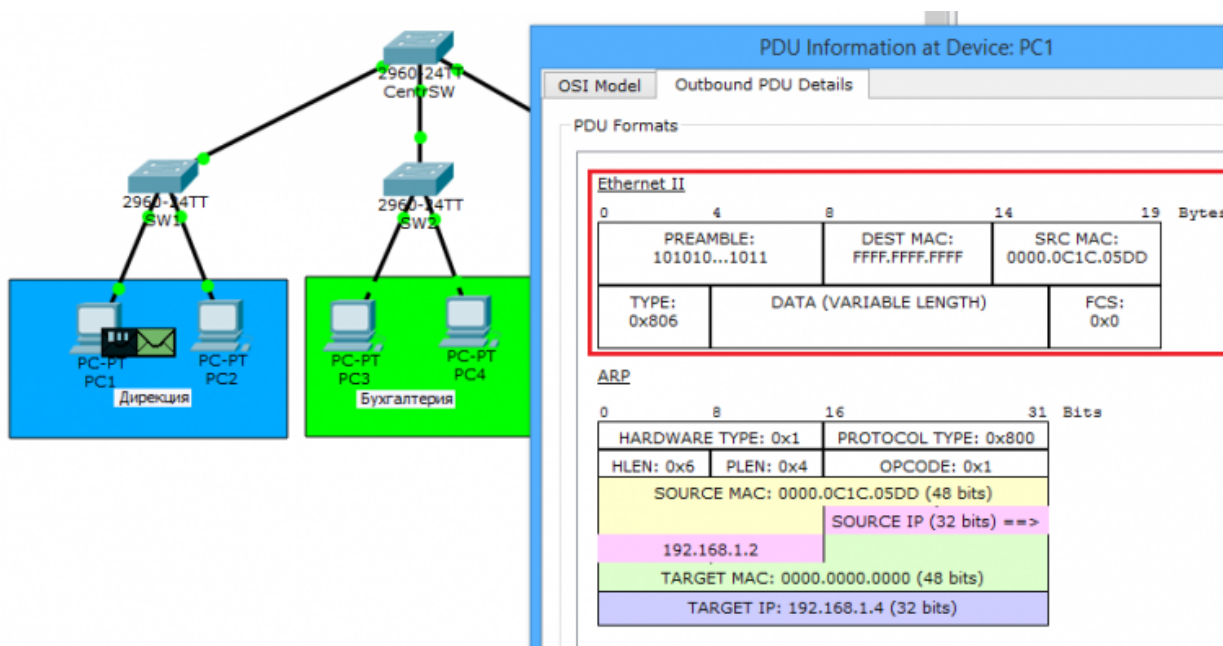 2960-24TT
CentrSW
2960-24TT
SW1
2960-24TT
SW2
PC-PT
PC1
PC-PT
PC2
PC-PT
PC3
PC-PT
PC4
Дирекция
Бухгалтерия
PDU Information at Device: PC1
OSI Model
Outbound PDU Details
PDU Formats
Ethernet II
0 4 8 14 19 Bytes
PREAMBLE: DEST MAC: SRC MAC:
101010...1011 FFFF.FFFF.FFFF 0000.0C1C.05DD
TYPE: DATA (VARIABLE LENGTH) FCS:
0x806 0x0
ARP
0 8 16 31 Bits
HARDWARE TYPE: 0x1 PROTOCOL TYPE: 0x800
HLEN: 0x6 PLEN: 0x4 OPCODE: 0x1
SOURCE MAC: 0000.0C1C.05DD (48 bits)
SOURCE IP (32 bits) ==>
192.168.1.2
TARGET MAC: 0000.0000.0000 (48 bits)
TARGET IP: 192.168.1.4 (32 bits)